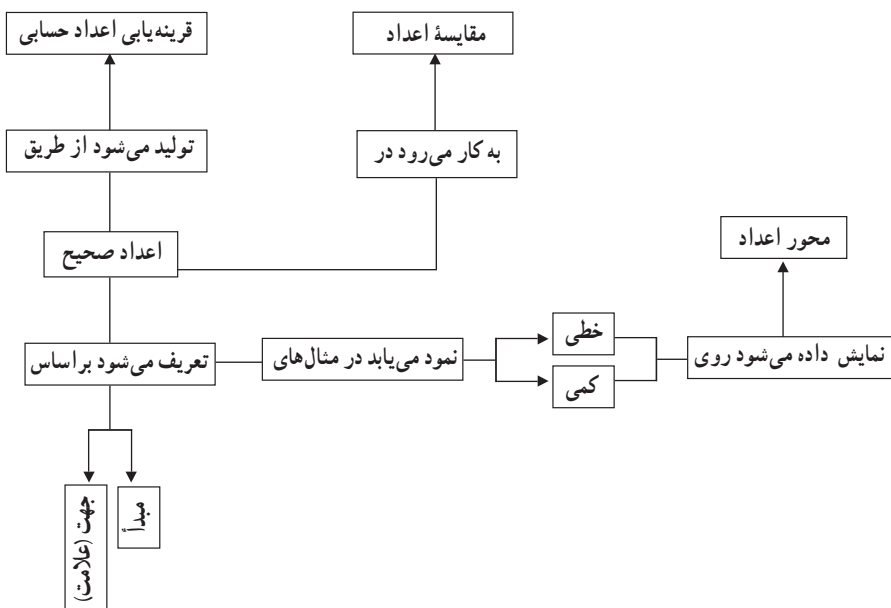 قرینه‌یابی اعداد حسابی
مقایسهٔ اعداد
تولید می‌شود از طریق
به کار می‌رود در
اعداد صحیح
محور اعداد
تعریف می‌شود براساس
نمود می‌یابد در مثال‌های
خطی
کمی
نمایش داده می‌شود روی
مبدأ
جهت (علامت)